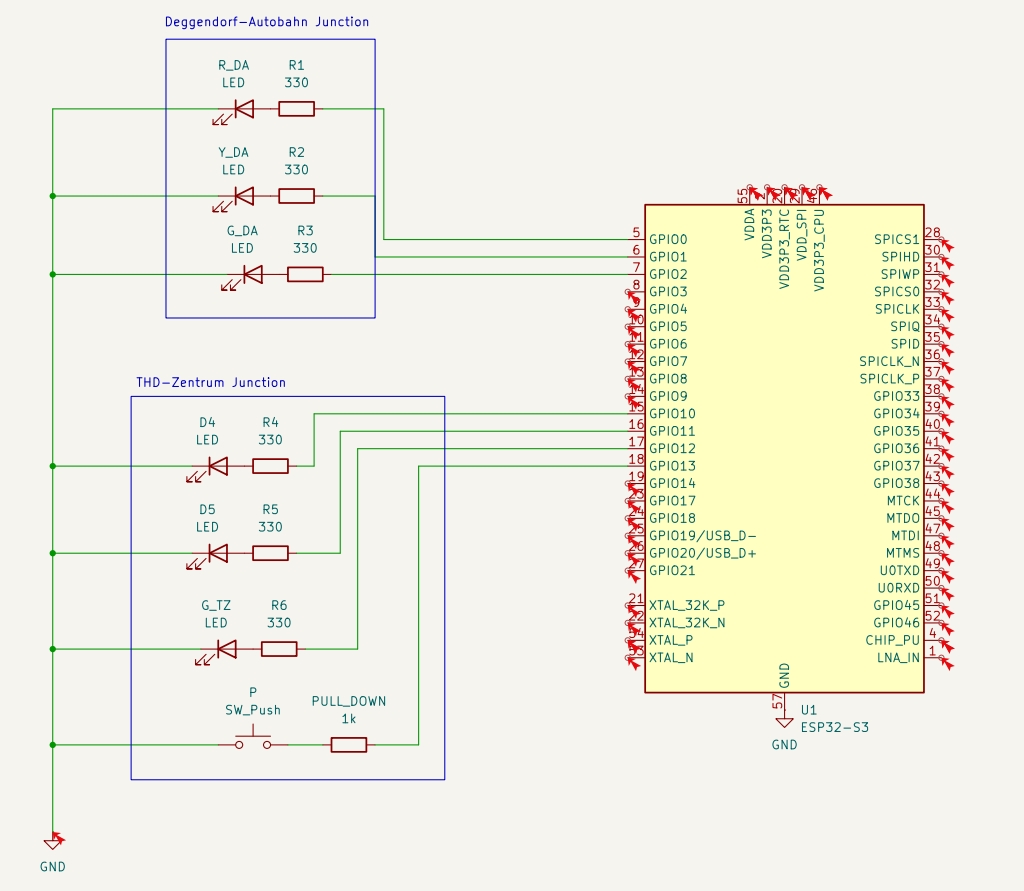 Deggendorf-Autobahn Junction
R_DA
LED
R1
330
Y_DA
LED
R2
330
G_DA
LED
R3
330
THD-Zentrum Junction
D4
LED
R4
330
D5
LED
R5
330
G_TZ
LED
R6
330
P
SW_Push
PULL_DOWN
1k
GND
55
VDDA
VDD3P3
VDD3P3_RTC
VDD_SPI
VDD3P3_CPU
5 GPIO0
6 GPIO1
7 GPIO2
8 GPIO3
9 GPIO4
10 GPIO5
11 GPIO6
12 GPIO7
13 GPIO8
14 GPIO9
15 GPIO10
16 GPIO11
17 GPIO12
18 GPIO13
19 GPIO14
23 GPIO17
24 GPIO18
25 GPIO19/USB_D-
26 GPIO20/USB_D+
27 GPIO21
21 XTAL_32K_P
22 XTAL_32K_N
54 XTAL_P
53 XTAL_N
SPICS1 28
SPIHD 30
SPIWP 31
SPICS0 32
SPICLK 33
SPIQ 34
SPID 35
SPICLK_N 36
SPICLK_P 37
GPIO33 38
GPIO34 39
GPIO35 40
GPIO36 41
GPIO37 42
GPIO38 43
MTCK 44
MTDO 45
MTDI 47
MTMS 48
U0TXD 49
U0RXD 50
GPIO45 51
GPIO46 52
CHIP_PU 4
LNA_IN 1
GND
57
U1
ESP32-S3
GND